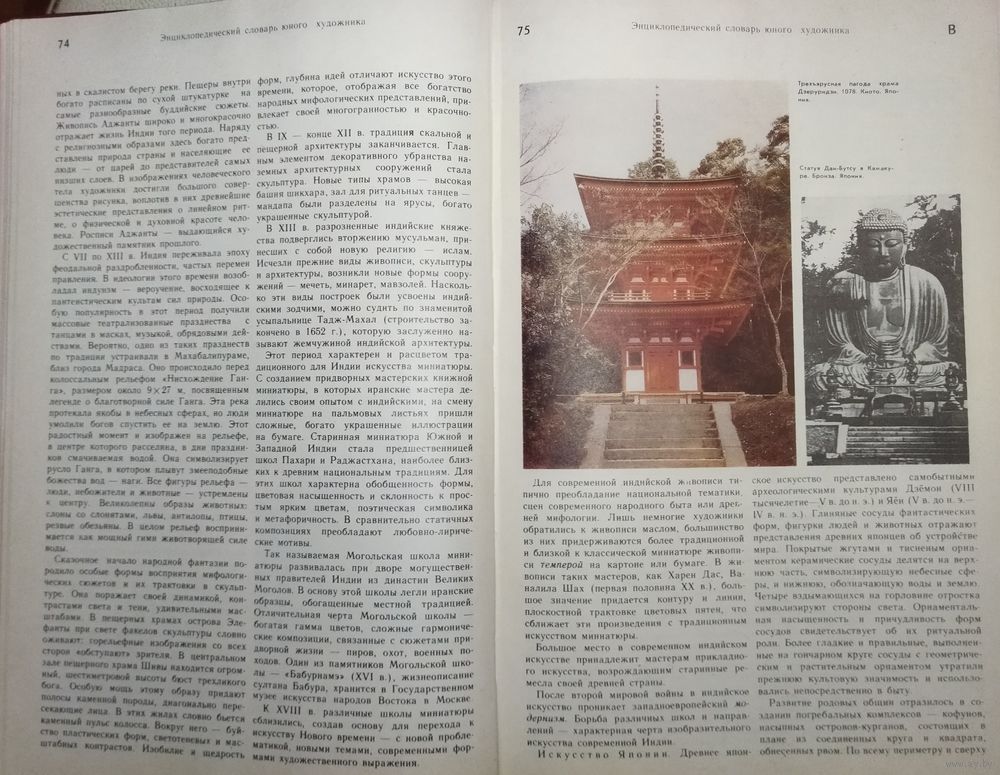 74
Энциклопедический словарь юного художника
ных в скалистом берегу реки. Пещеры внутри
богато расписаны по сухой штукатурке на
самые разнообразные буддийские сюжеты.
Живопись Аджанты широко и многокрасочно
отражает жизнь Индии того периода. Наряду
с религиозными образами здесь богато пред-
ставлены природа страны и населяющие ее
люди — от царей до представителей самых
низших слоев. В изображениях человеческого
тела художники достигли большого совер-
шенства рисунка, воплотив в них древнейшие
эстетические представления о линейном рит-
ме, о физической и духовной красоте чело-
века. Росписи Аджанты — выдающийся ху-
дожественный памятник прошлого.
С VII по XIII в. Индия переживала эпоху
феодальной раздробленности, частых перемен
правления. В идеологии этого времени возоб-
ладал индуизм — вероучение, восходящее к
пантеистическим культам сил природы. Осо-
бую популярность в этот период получили
массовые театрализованные празднества с
танцами в масках, музыкой, обрядовыми дей-
ствами. Вероятно, одно из таких празднеств
по традиции устраивали в Махабалипураме,
близ города Мадраса. Оно происходило перед
колоссальным рельефом «Нисхождение Ган-
га», размером около 9×27 м, посвященным
легенде о благотворной силе Ганга. Эта река
протекала якобы в небесных сферах, но люди
умолили богов спустить ее на землю. Этот
радостный момент и изображен на рельефе,
в центре которого расселина, в дни праздни-
ков смачиваемая водой. Она символизирует
русло Ганга, в котором плывут змееподобные
божества вод — наги. Все фигуры рельефа —
люди, небожители и животные — устремлены
к центру. Великолепны образы животных:
слоны со слонятами, львы, антилопы, птицы,
резвые обезьяны. В целом рельеф восприни-
мается как мощный гимн животворящей силе
воды.
Сказочное начало народной фантазии по-
родило особые формы восприятия мифологи-
ческих сюжетов и их трактовки в скульп-
туре. Она поражает своей динамикой, кон-
трастами света и тени, удивительными мас-
штабами. В пещерных храмах острова Эле-
фанты при свете факелов скульптуры словно
оживают: горельефные изображения со всех
сторон «обступают» зрителя. В центральном
зале пещерного храма Шивы находится огром-
ный, шестиметровой высоты бюст трехликого
бога. Особую мощь этому образу придают
полосы каменной породы, диагонально пере-
секающие лица. В этих жилах словно бьется
каменный пульс колосса. Вокруг него — буй-
ство пластических форм, светотеневых и мас-
штабных контрастов. Изобилие и щедрость
форм, глубина идей отличают искусство этого
времени, которое, отображая все богатство
народных мифологических представлений, при-
влекает своей многогранностью и красочно-
стью.
В IX — конце XII в. традиция скальной и
пещерной архитектуры заканчивается. Глав-
ным элементом декоративного убранства на-
земных архитектурных сооружений стала
скульптура. Новые типы храмов — высокая
башня шикхара, зал для ритуальных танцев —
мандапа были разделены на ярусы, богато
украшенные скульптурой.
В XIII в. разрозненные индийские княже-
ства подверглись вторжению мусульман, при-
несших с собой новую религию — ислам.
Исчезли прежние виды живописи, скульптуры
и архитектуры, возникли новые формы соору-
жений — мечеть, минарет, мавзолей. Насколь-
ко эти виды построек были усвоены индий-
скими зодчими, можно судить по знаменитой
усыпальнице Тадж-Махал (строительство за-
кончено в 1652 г.), которую заслуженно на-
зывают жемчужиной индийской архитектуры.
Этот период характерен и расцветом тра-
диционного для Индии искусства миниатюры.
С созданием придворных мастерских книжной
миниатюры, в которых иранские мастера де-
лились своим опытом с индийскими, на смену
миниатюре на пальмовых листьях пришли
сложные, богато украшенные иллюстрации
на бумаге. Старинная миниатюра Южной и
Западной Индии стала предшественницей
школ Пахари и Раджастхана, наиболее близ-
ких к древним национальным традициям. Для
этих школ характерна обобщенность формы,
цветовая насыщенность и склонность к прос-
тым ярким цветам, поэтическая символика
и метафоричность. В сравнительно статичных
композициях преобладают любовно-лириче-
ские мотивы.
Так называемая Могольская школа мини-
атюры развивалась при дворе могуществен-
ных правителей Индии из династии Великих
Моголов. В основу этой школы легли иранские
образцы, обогащенные местной традицией.
Отличительная черта Могольской школы —
богатая гамма цветов, сложные гармониче-
ские композиции, связанные с сюжетами при-
дворной жизни — пиров, охот, военных по-
ходов. Один из памятников Могольской шко-
лы — «Бабурнамэ» (XVI в.), жизнеописание
султана Бабура, хранится в Государственном
музее искусства народов Востока в Москве.
К XVIII в. различные школы миниатюры
сблизились, создав основу для перехода к
искусству Нового времени — с новой пробле-
матикой, новыми темами, современными фор-
мами художественного выражения.
75
Энциклопедический словарь юного художника
В
Трехъярусная пагода храма
Дзёруридзи. 1078. Киото. Япо-
ния.
Статуя Дай-Бутсу в Камаку-
ре. Бронза. Япония.
Для современной индийской живописи ти-
пично преобладание национальной тематики,
сцен современного быта или древ-
ней мифологии. Лишь немногие художники
обратились к живописи маслом, большинство
из них придерживаются более традиционной
и близкой к классической миниатюре живопи-
си темперой на картоне или бумаге. В жи-
вописи таких мастеров, как Харен Дас, Ва-
налила Шах (первая половина XX в.), боль-
шое значение придается контуру и линии,
плоскостной трактовке цветовых пятен, что
сближает эти произведения с традиционным
искусством миниатюры.
Большое место в современном индийском
искусстве принадлежит мастерам прикладно-
го искусства, возрождающим старинные ре-
месла своей древней страны.
После второй мировой войны в индийское
искусство проникает западноевропейский мо-
дернизм. Борьба различных школ и направ-
лений — характерная черта изобразительного
искусства современной Индии.
Искусство Японии. Древнее япон-
ское искусство представлено самобытными
археологическими культурами Дзёмон (VIII
тысячелетие — V в. до н. э.) и Яёи (V в. до н. э.—
IV в. н. э.). Глиняные сосуды фантастических
форм, фигурки людей и животных отражают
представления древних японцев об устройстве
мира. Покрытые жгутами и тисненым орна-
ментом керамические сосуды делятся на верх-
нюю часть, символизирующую небесные сфе-
ры, и нижнюю, обозначающую воды и землю.
Четыре вздымающихся на горловине отростка
символизируют стороны света. Орнаменталь-
ная насыщенность и причудливость форм
сосудов свидетельствует об их ритуальной
роли. Более гладкие и правильные, выполнен-
ные на гончарном круге сосуды с геометриче-
ским и растительным орнаментом утратили
прежнюю культовую значимость и использо-
вались непосредственно в быту.
Развитие родовых общин отразилось в со-
здании погребальных комплексов — кофунов,
насыпных островов-курганов, состоящих в
плане из соединенных круга и квадрата,
обнесенных рвом. По всему периметру и сверху
www.ay.by